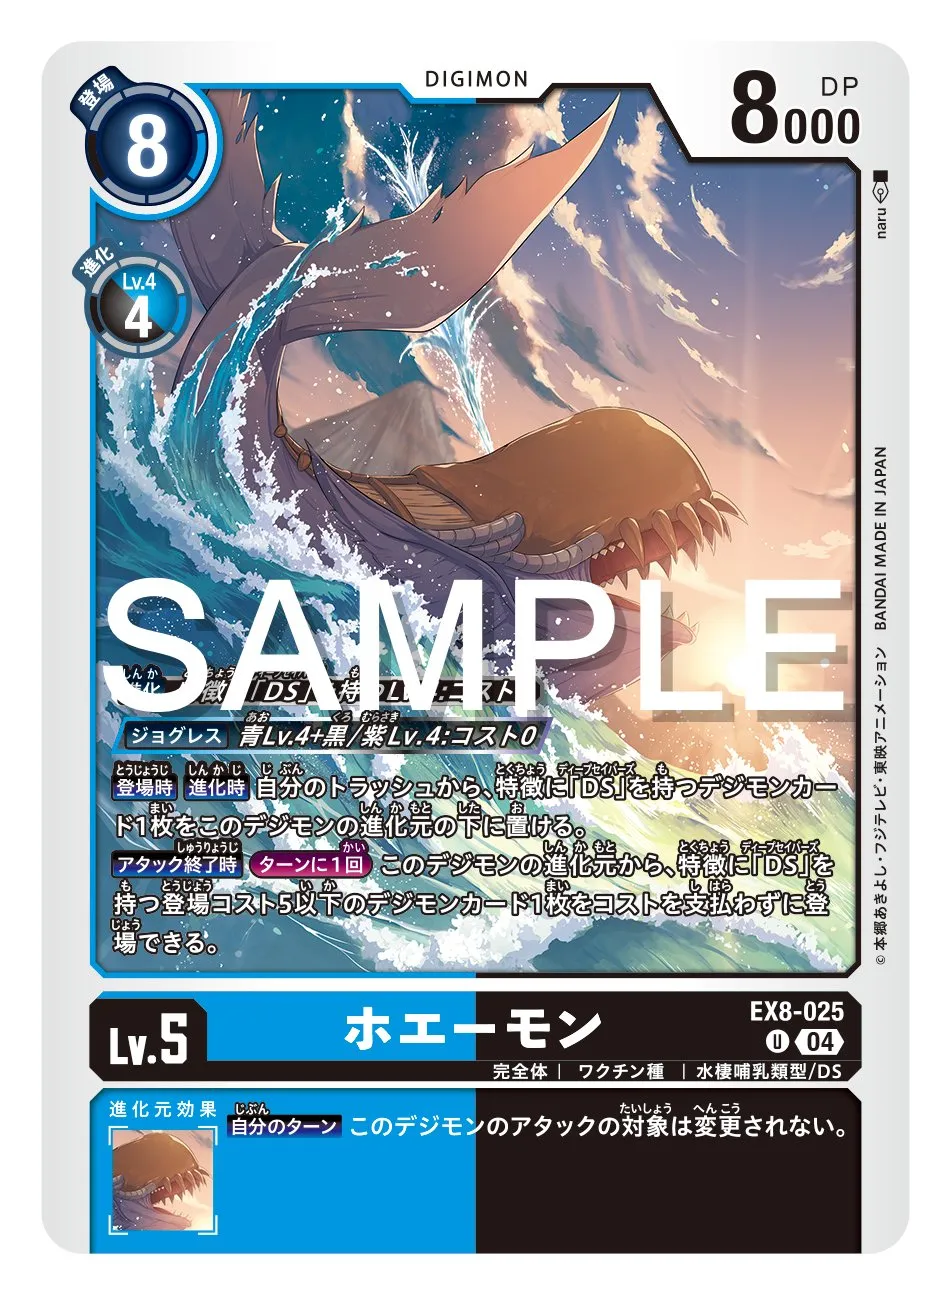 DIGIMON
登場
8
DP
8000
進化
Lv.4
4
naru
SAMPLE
徴 「DS」 持 コスト
ジョグレス 青Lv.4+黒/紫Lv.4:コスト0
登場時 進化時 自分のトラッシュから、特徴に「DS」を持つデジモンカー
ド1枚をこのデジモンの進化元の下に置ける。
アタック終了時 ターンに1回 このデジモンの進化元から、特徴に「DS」を
持つ登場コスト5以下のデジモンカード1枚をコストを支払わずに登
場できる。
©本郷あきよし・フジテレビ・東映アニメーション BANDAI MADE IN JAPAN
Lv.5
ホエーモン
EX8-025
U 04
完全体 | ワクチン種 | 水棲哺乳類型/DS
進化元効果
自分のターン このデジモンのアタックの対象は変更されない。